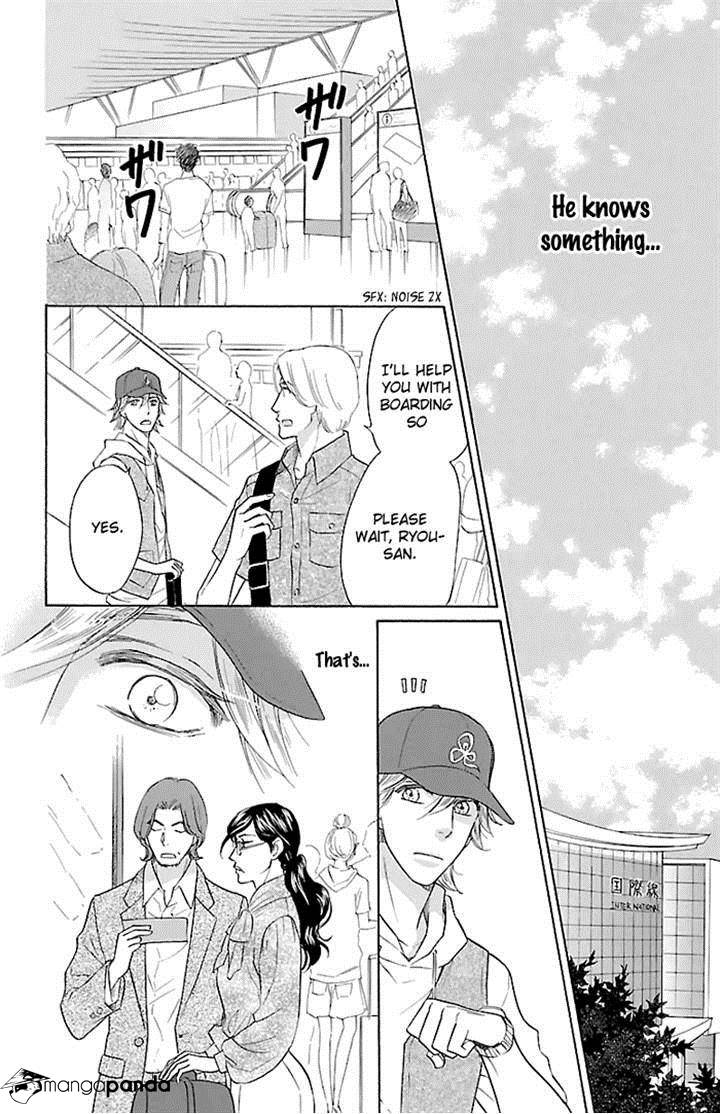 He knows
something...
ザワ
ザワ
SFX: NOISE 2X
I'LL HELP
YOU WITH
BOARDING
SO
PLEASE
WAIT, RYOU-
SAN.
YES.
That's...
国際線
INTERNATIONAL
mangapanda